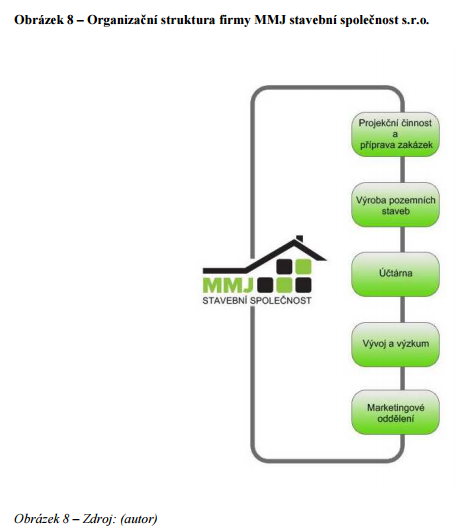 Obrázek 8 – Organizační struktura firmy MMJ stavební společnost s.r.o.
Projekční činnost
a
příprava zakázek
Výroba pozemních
staveb
MMJ
STAVEBNÍ SPOLEČNOST
Účtárna
Vývoj a výzkum
Marketingové
oddělení
Obrázek 8 – Zdroj: (autor)